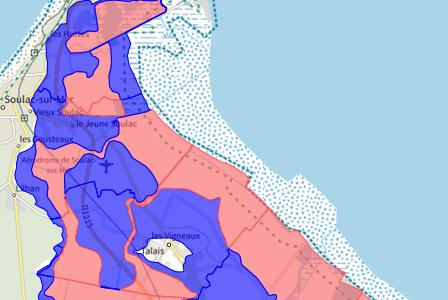 les Huttes
Soulac-sur-Mer
Vieux Soulac
le Jeune Soulac
les Cousteaux
Aérodrome de Soulac-
sur-Mer
Lilhan
D1215
les Vigneaux
Talais